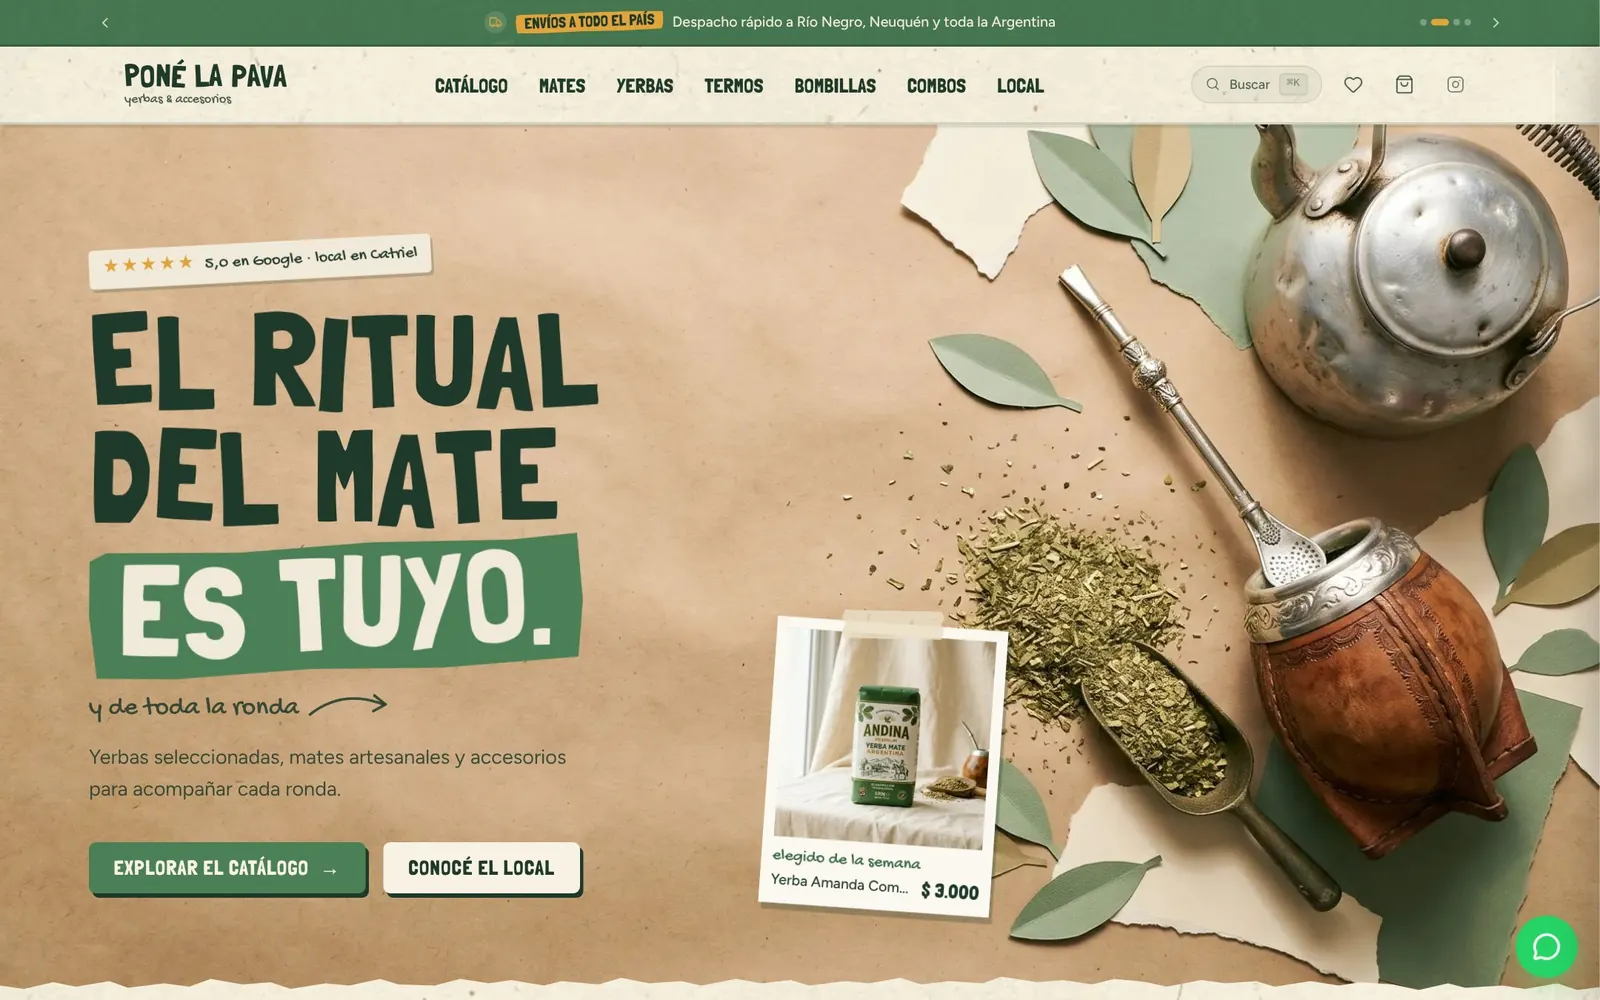 ENVÍOS A TODO EL PAÍS Despacho rápido a Río Negro, Neuquén y toda la Argentina
PONÉ LA PAVA
yerbas & accesorios
CATÁLOGO MATES YERBAS TERMOS BOMBILLAS COMBOS LOCAL
Buscar ⌘K
★★★★★ 5,0 en Google · local en Catriel
EL RITUAL
DEL MATE
ES TUYO.
y de toda la ronda
Yerbas seleccionadas, mates artesanales y accesorios
para acompañar cada ronda.
EXPLORAR EL CATÁLOGO →
CONOCÉ EL LOCAL
ANDINA
YERBA MATE
ARGENTINA
elegido de la semana
Yerba Amanda Com... $ 3.000